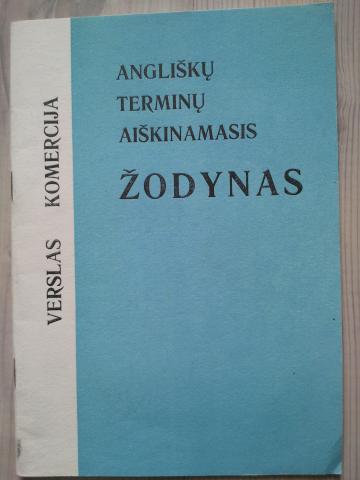 ANGLIŠKŲ
TERMINŲ
AIŠKINAMASIS
ŽODYNAS
VERSLAS KOMERCIJA